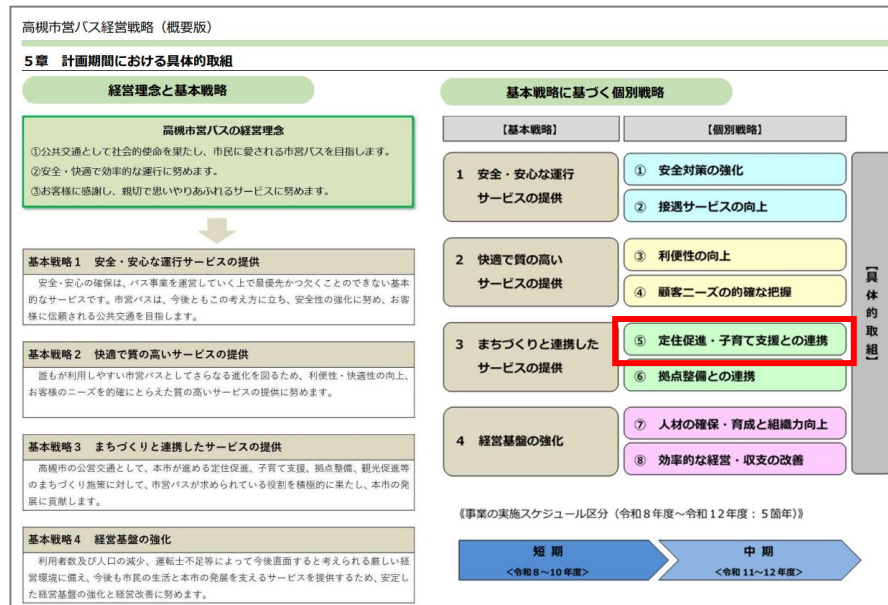 高槻市営バス経営戦略（概要版）
５章　計画期間における具体的取組
経営理念と基本戦略
高槻市営バスの経営理念
①公共交通として社会的使命を果たし、市民に愛される市営バスを目指します。
②安全・快適で効率的な運行に努めます。
③お客様に感謝し、親切で思いやりあふれるサービスに努めます。
基本戦略１　安全・安心な運行サービスの提供
安全・安心の確保は、バス事業を運営していく上で最優先かつ欠くことのできない基本
的なサービスです。市営バスは、今後ともこの考え方に立ち、安全性の強化に努め、お客
様に信頼される公共交通を目指します。
基本戦略２　快適で質の高いサービスの提供
誰もが利用しやすい市営バスとしてさらなる進化を図るため、利便性・快適性の向上、
お客様のニーズを的確にとらえた質の高いサービスの提供に努めます。
基本戦略３　まちづくりと連携したサービスの提供
高槻市の公営交通として、本市が進める定住促進、子育て支援、拠点整備、観光促進等
のまちづくり施策に対して、市営バスが求められている役割を積極的に果たし、本市の発
展に貢献します。
基本戦略４　経営基盤の強化
利用者数及び人口の減少、運転士不足等によって今後直面すると考えられる厳しい経
営環境に備え、今後も市民の生活と本市の発展を支えるサービスを提供するため、安定し
た経営基盤の強化と経営改善に努めます。
基本戦略に基づく個別戦略
【基本戦略】
【個別戦略】
１　安全・安心な運行
サービスの提供
①　安全対策の強化
②　接遇サービスの向上
２　快適で質の高い
サービスの提供
③　利便性の向上
④　顧客ニーズの的確な把握
３　まちづくりと連携した
サービスの提供
⑤　定住促進・子育て支援との連携
⑥　拠点整備との連携
４　経営基盤の強化
⑦　人材の確保・育成と組織力向上
⑧　効率的な経営・収支の改善
【具体的取組】
《事業の実施スケジュール区分（令和８年度～令和１２年度：５箇年）》
短 期
＜令和８～10 年度＞
中 期
＜令和 11～12 年度＞